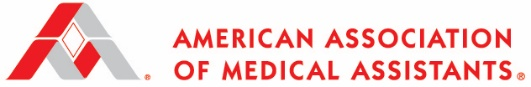 AMERICAN ASSOCIATION
OF MEDICAL ASSISTANTS®